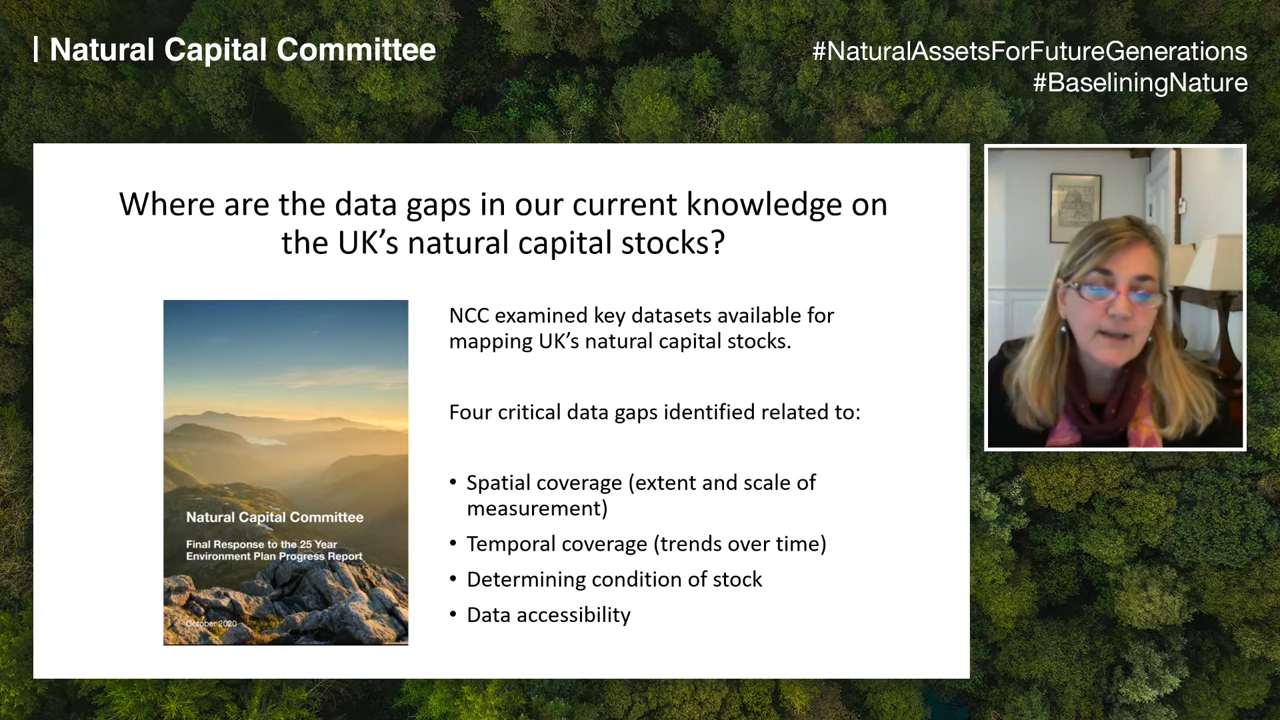 | Natural Capital Committee
#NaturalAssetsForFutureGenerations
#BaseliningNature
Where are the data gaps in our current knowledge on
the UK's natural capital stocks?
NCC examined key datasets available for
mapping UK's natural capital stocks.
Four critical data gaps identified related to:
• Spatial coverage (extent and scale of
measurement)
• Temporal coverage (trends over time)
• Determining condition of stock
• Data accessibility
Natural Capital Committee
Final Response to the 25 Year
Environment Plan Progress Report
October 2020